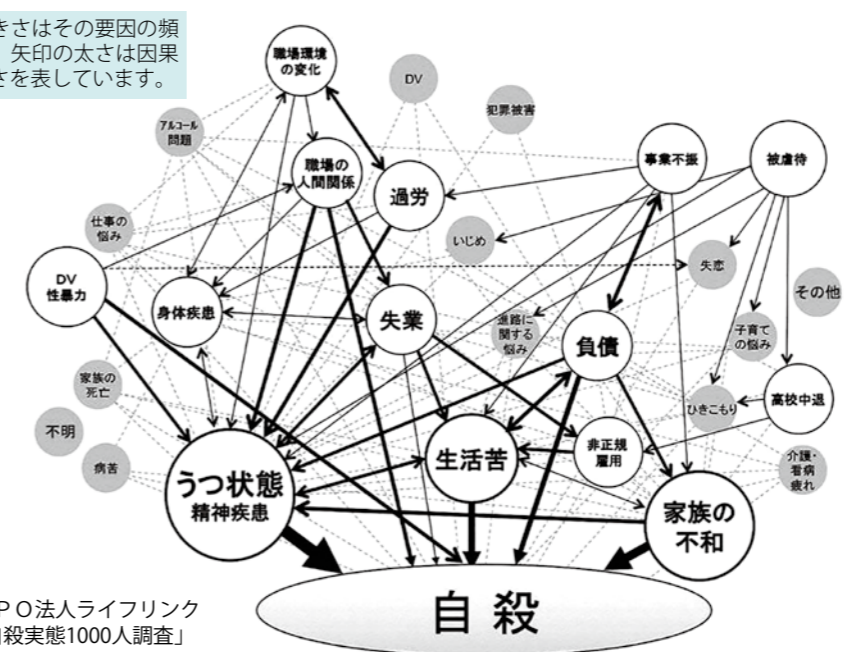 きさはその要因の頻
矢印の太さは因果
さを表しています。
職場環境
の変化
DV
犯罪被害
アルコール
問題
職場の
人間関係
過労
事業不振
被虐待
仕事の
悩み
いじめ
失恋
DV
性暴力
その他
身体疾患
失業
進路に
関する
悩み
負債
子育て
の悩み
家族の
死亡
ひきこもり
高校中退
不明
病苦
うつ状態
精神疾患
生活苦
非正規
雇用
介護・
看病
疲れ
家族の
不和
自 殺
ＰＯ法人ライフリンク
自殺実態1000人調査」